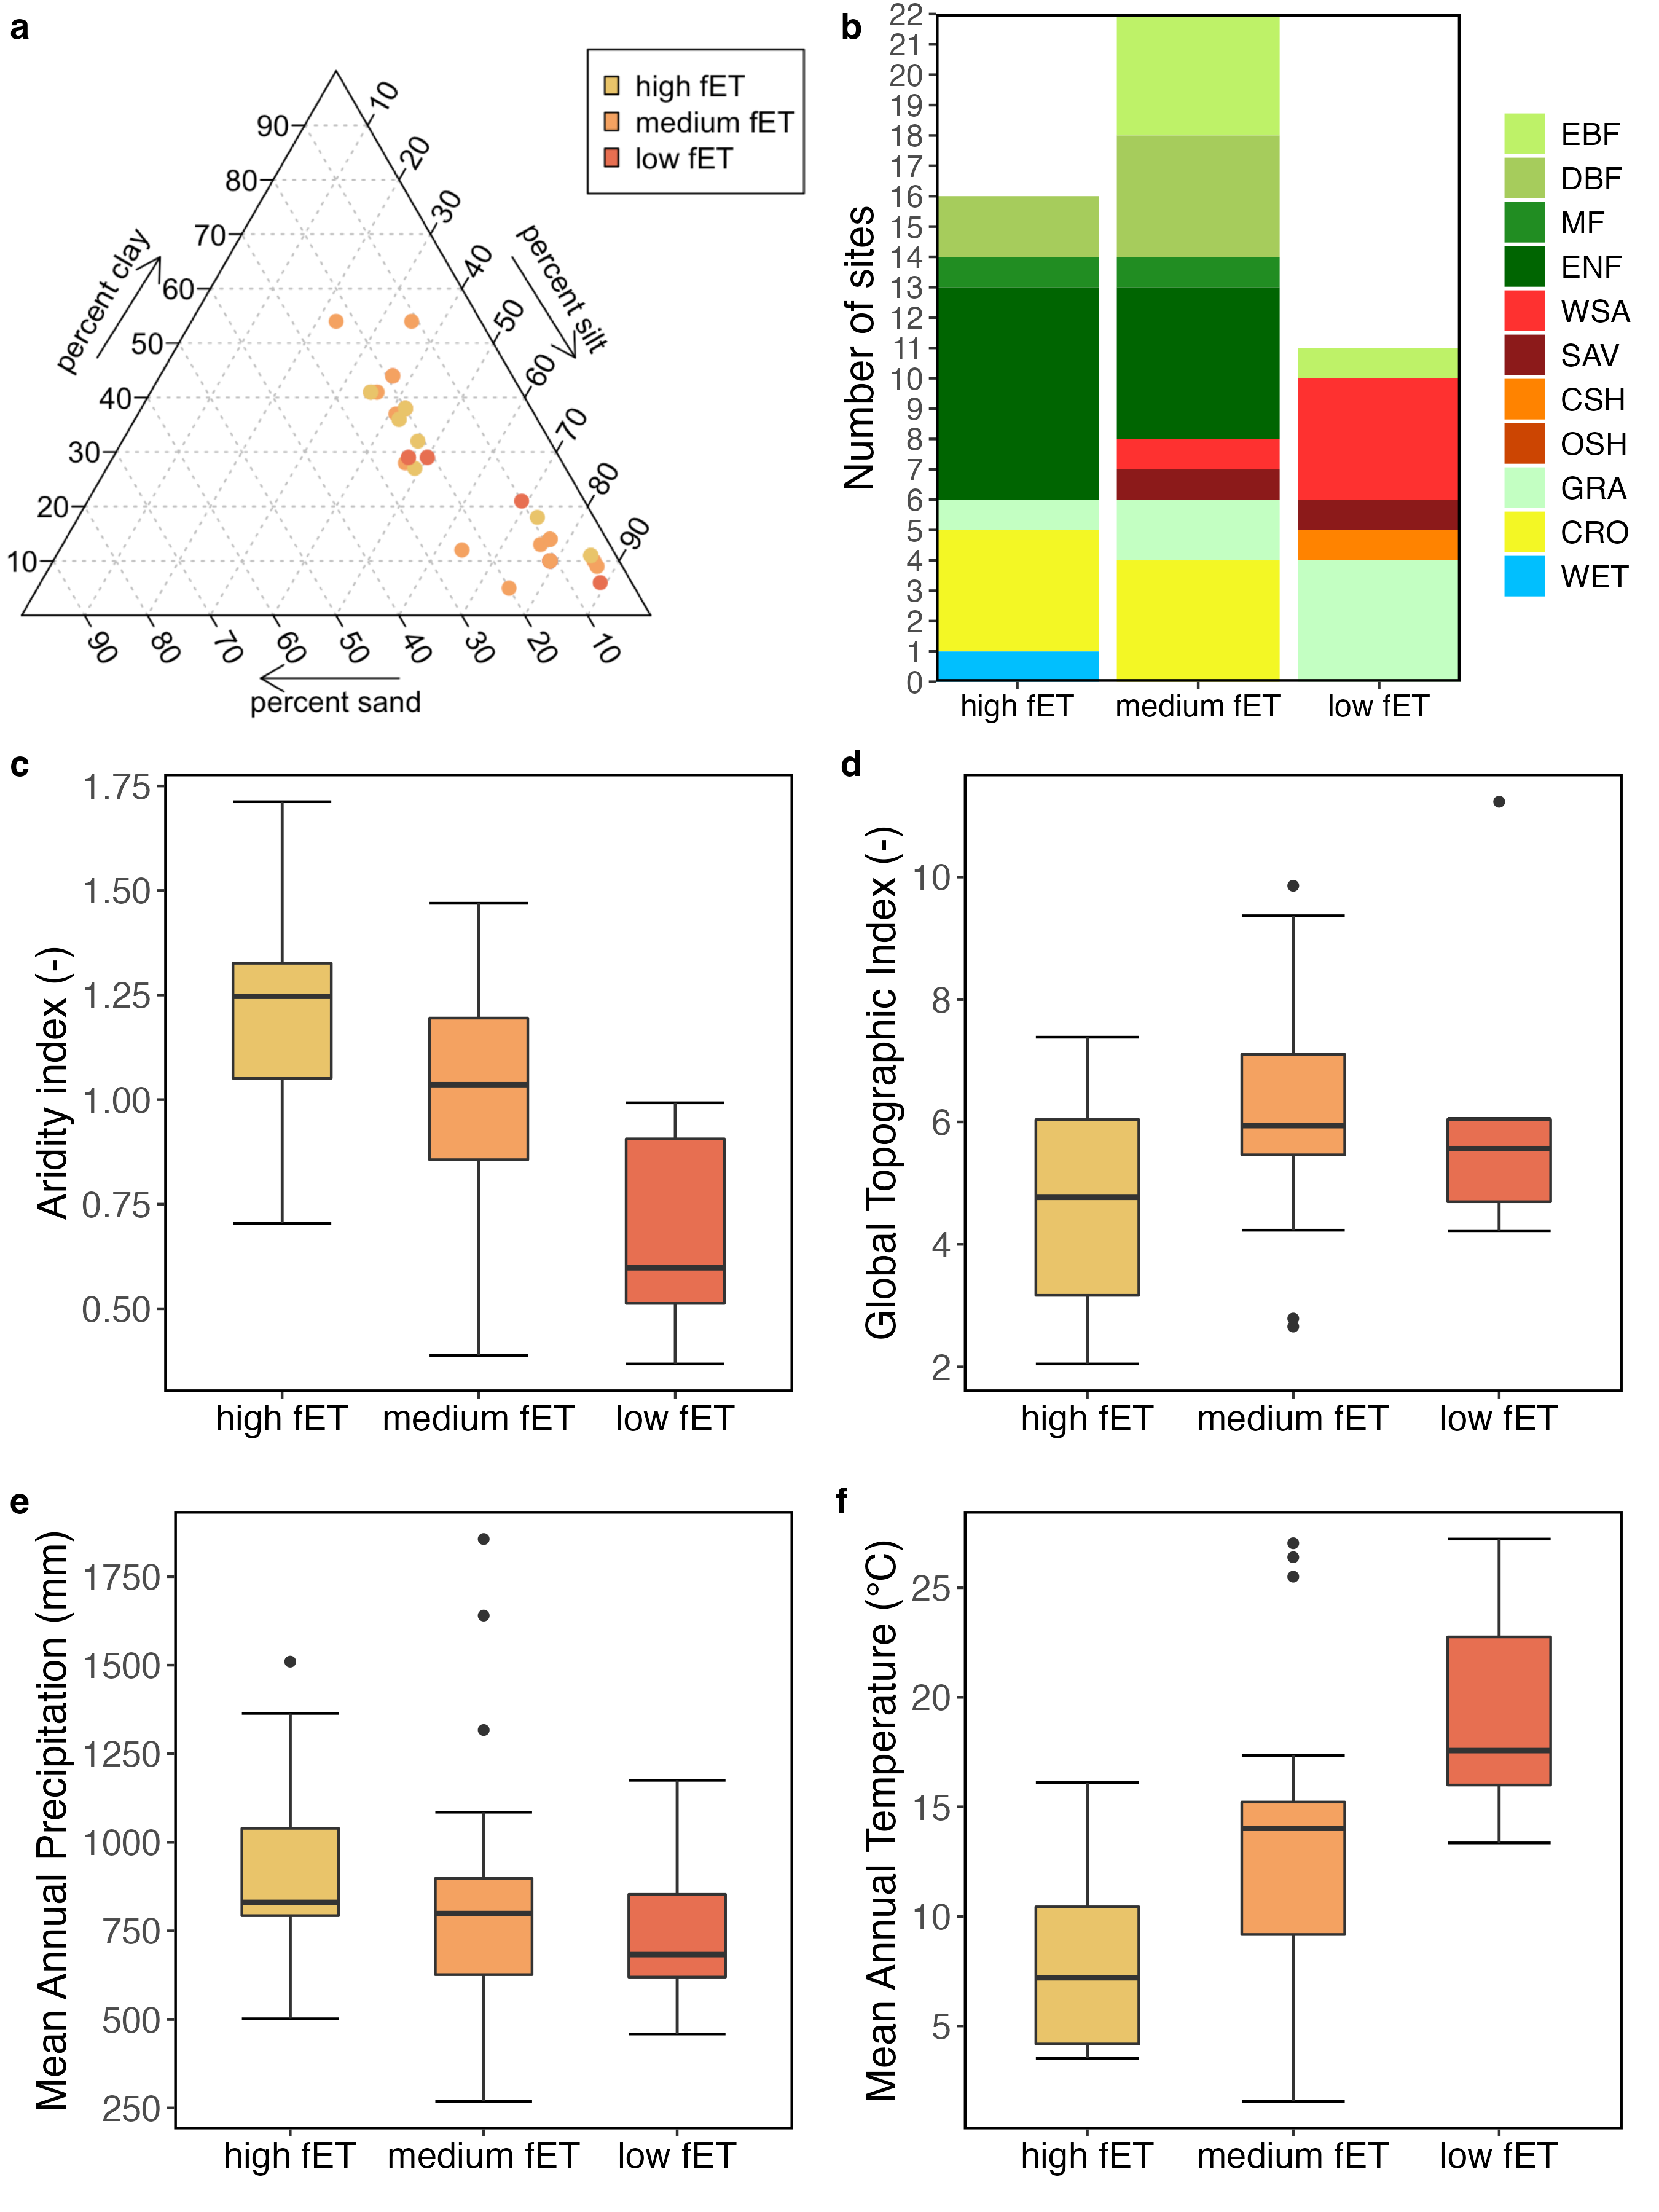 a
high fET
medium fET
low fET
percent clay
percent silt
percent sand
90
80
70
60
50
40
30
20
10
10
20
30
40
50
60
70
80
90
90
80
70
60
50
40
30
20
10
b
Number of sites
22
21
20
19
18
17
16
15
14
13
12
11
10
9
8
7
6
5
4
3
2
1
0
high fET
medium fET
low fET
EBF
DBF
MF
ENF
WSA
SAV
CSH
OSH
GRA
CRO
WET
c
Aridity index (-)
1.75
1.50
1.25
1.00
0.75
0.50
high fET
medium fET
low fET
d
Global Topographic Index (-)
10
8
6
4
2
high fET
medium fET
low fET
e
Mean Annual Precipitation (mm)
1750
1500
1250
1000
750
500
250
high fET
medium fET
low fET
f
Mean Annual Temperature (°C)
25
20
15
10
5
high fET
medium fET
low fET